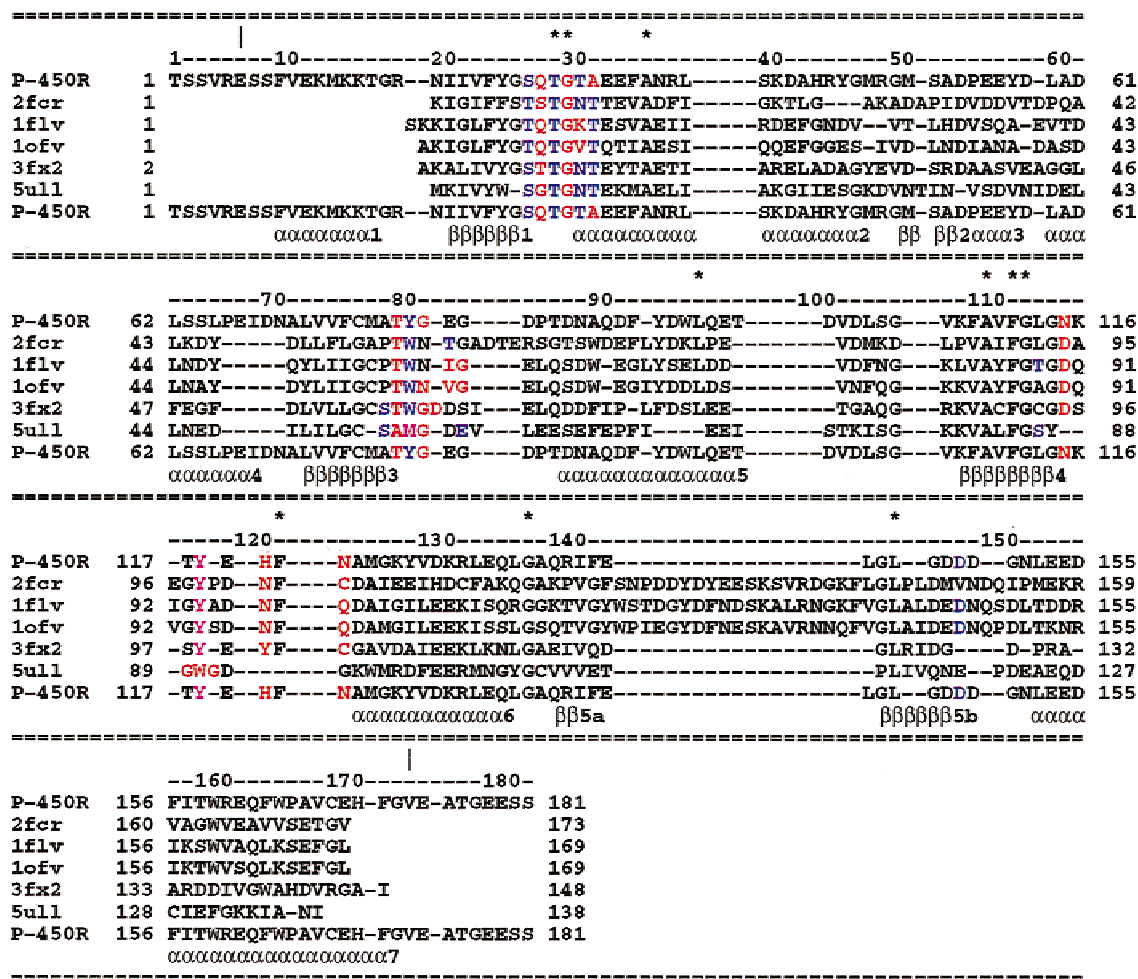 ================================================================================
| ** *
1-------10----------20--------30-------------40--------50----------60-
P-450R 1 TSSVRESSFVEKMKKTGR--NIIVFYGSQTGTAEEFANRL-----SKDAHRYGMRGM-SADPEEYD-LAD 61
2fcr 1 KIGIFFSTSTGNTTEVADFI-----GKTLG---AKADAPIDVDDVTDPQA 42
1flv 1 SKKIGLFYGTQTGKTESVAEII-----RDEFGNDV--VT-LHDVSQA-EVTD 43
1ofv 1 AKIGLFYGTQTGVTQTIAESI-----QQEFGGES-IVD-LNDIANA-DASD 43
3fx2 2 AKALIVYGSTTGNTEYTAETI-----ARELADAGYEVD-SRDAASVEAGGL 46
5ull 1 MKIVYW-SGTGNTEKMAELI-----AKGIIESGKDVNTIN-VSDVNIDEL 43
P-450R 1 TSSVRESSFVEKMKKTGR--NIIVFYGSQTGTAEEFANRL-----SKDAHRYGMRGM-SADPEEYD-LAD 61
ααααααα1 ββββββ1 αααααααααα ααααααα2 ββ ββ2ααα3 ααα
================================================================================
* * **
-------70--------80-------------90---------------100---------110------
P-450R 62 LSSLPEIDNALVVFCMATYG-EG----DPTDNAQDF-YDWLQET-----DVDLSG---VKFAVFGLGNK 116
2fcr 43 LKDY-----DLLFLGAPTWN-TGADTERSGTSWDEFLYDKLPE------VDMKD---LPVAIFGLGDA 95
1flv 44 LNDY-----QYLIIGCPTWN-IG----ELQSDW-EGLYSELDD------VDFNG---KLVAYFGTGDQ 91
1ofv 44 LNAY-----DYLIIGCPTWNVG----ELQSDW-EGIYDDLDS------VNFQG---KKVAYFGAGDQ 91
3fx2 47 FEGF-----DLVLLGCSTWGDDSI---ELQDDFIP-LFDSLEE-----TGAQG---RKVACFGCGDS 96
5ull 44 LNED-----ILILGC-SAMG-DEV---LEESEFEPFI----EEI----STKISG---KKVALFGSY-- 88
P-450R 62 LSSLPEIDNALVVFCMATYG-EG----DPTDNAQDF-YDWLQET-----DVDLSG---VKFAVFGLGNK 116
αααααα4 βββββββ3 αααααααααααααα5 ββββββββ4
================================================================================
* * *
-----120----------130-------140-----------------------------150------
P-450R 117 -TY-E--HF----NAMGKYVDKRLEQLGAQRIFE-------------------LGL--GDDD--GNLEED 155
2fcr 96 EGYPD--NF----CDAIEEIHDCFAKQGAKPVGFSNPDDYDYEESKSVRDGKFLGLPLDMVNDQIPMEKR 159
1flv 92 IGYAD--NF----QDAIGILEEKISQRGGKTVGYWSTDGYDFNDSKALRNGKFVGLALDEDNQSDLTDDR 155
1ofv 92 VGYSD--NF----QDAMGILEEKISSLGSQTVGYWPIEGYDFNESKAVRNNQFVGLAIDEDNQPDLTKNR 155
3fx2 97 -SY-E--YF----CGAVDAIEEKLKNLGAEIVQD-------------------GLRIDG---D-PRA- 132
5ull 89 -GWGD---------GKWMRDFEERMNGYGCVVVET-------------------PLIVQNE--PDEAEQD 127
P-450R 117 -TY-E--HF----NAMGKYVDKRLEQLGAQRIFE-------------------LGL--GDDD--GNLEED 155
ααααααααααα6 ββ5a ββββββ5b αααα
================================================================================
|
--160-------170----------180-
P-450R 156 FITWREQFWPAVCEH-FGVE-ATGEESS 181
2fcr 160 VAGWVEAVVSETGV 173
1flv 156 IKSWVAQLKSEFGL 169
1ofv 156 IKTWVSQLKSEFGL 169
3fx2 133 ARDDIVGWAHDVRGA-I 148
5ull 128 CIEFGKKIA-NI 138
P-450R 156 FITWREQFWPAVCEH-FGVE-ATGEESS 181
ααααααααααααααααα7
================================================================================